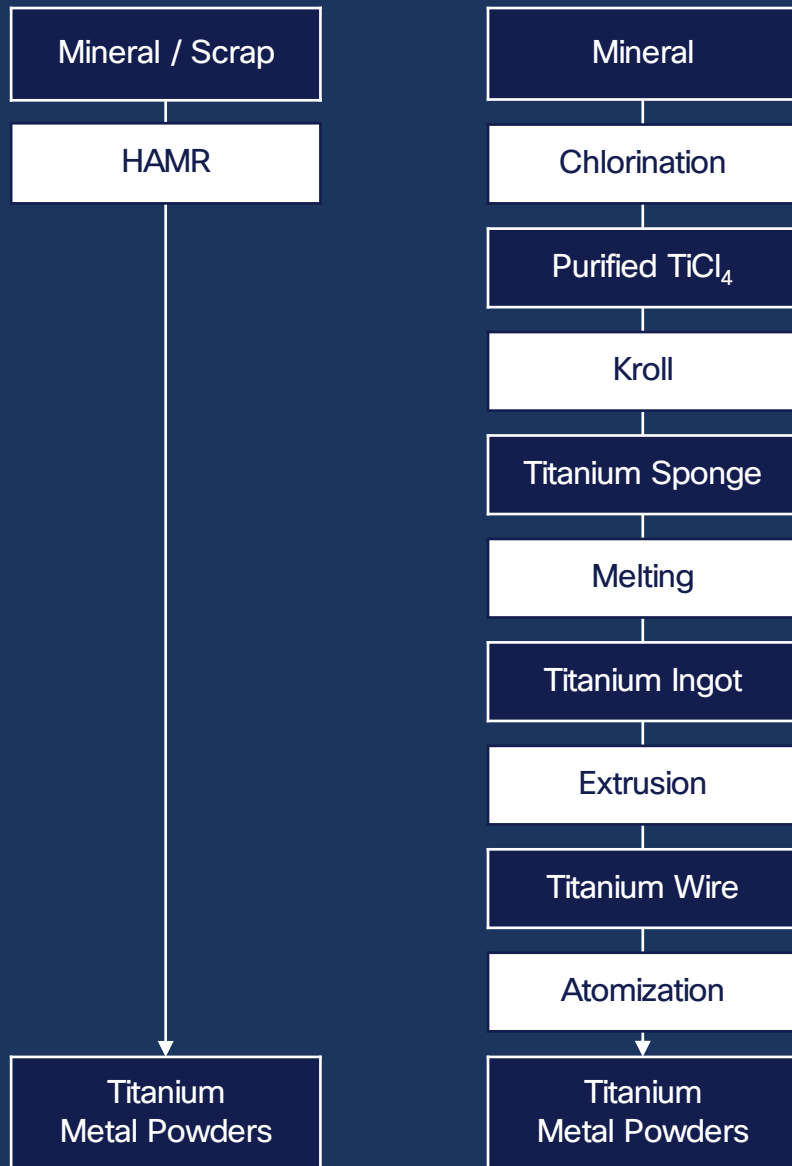 Mineral / Scrap
HAMR
Titanium
Metal Powders
Mineral
Chlorination
Purified TiCl₄
Kroll
Titanium Sponge
Melting
Titanium Ingot
Extrusion
Titanium Wire
Atomization
Titanium
Metal Powders